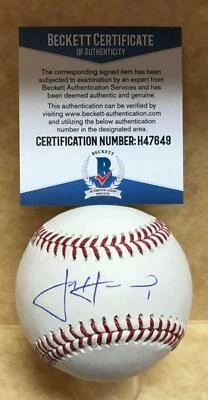 BECKETT CERTIFICATE
OF AUTHENTICITY
The corresponding signed item has been
subjected to examination by an expert from
Beckett Authentication Services and has been
deemed authentic and genuine.
This authentication can be verified by
visiting www.beckett-authentication.com
and utilizing the below authentication
number in the designated area.
CERTIFICATION NUMBER:H47649
BECKETT
B